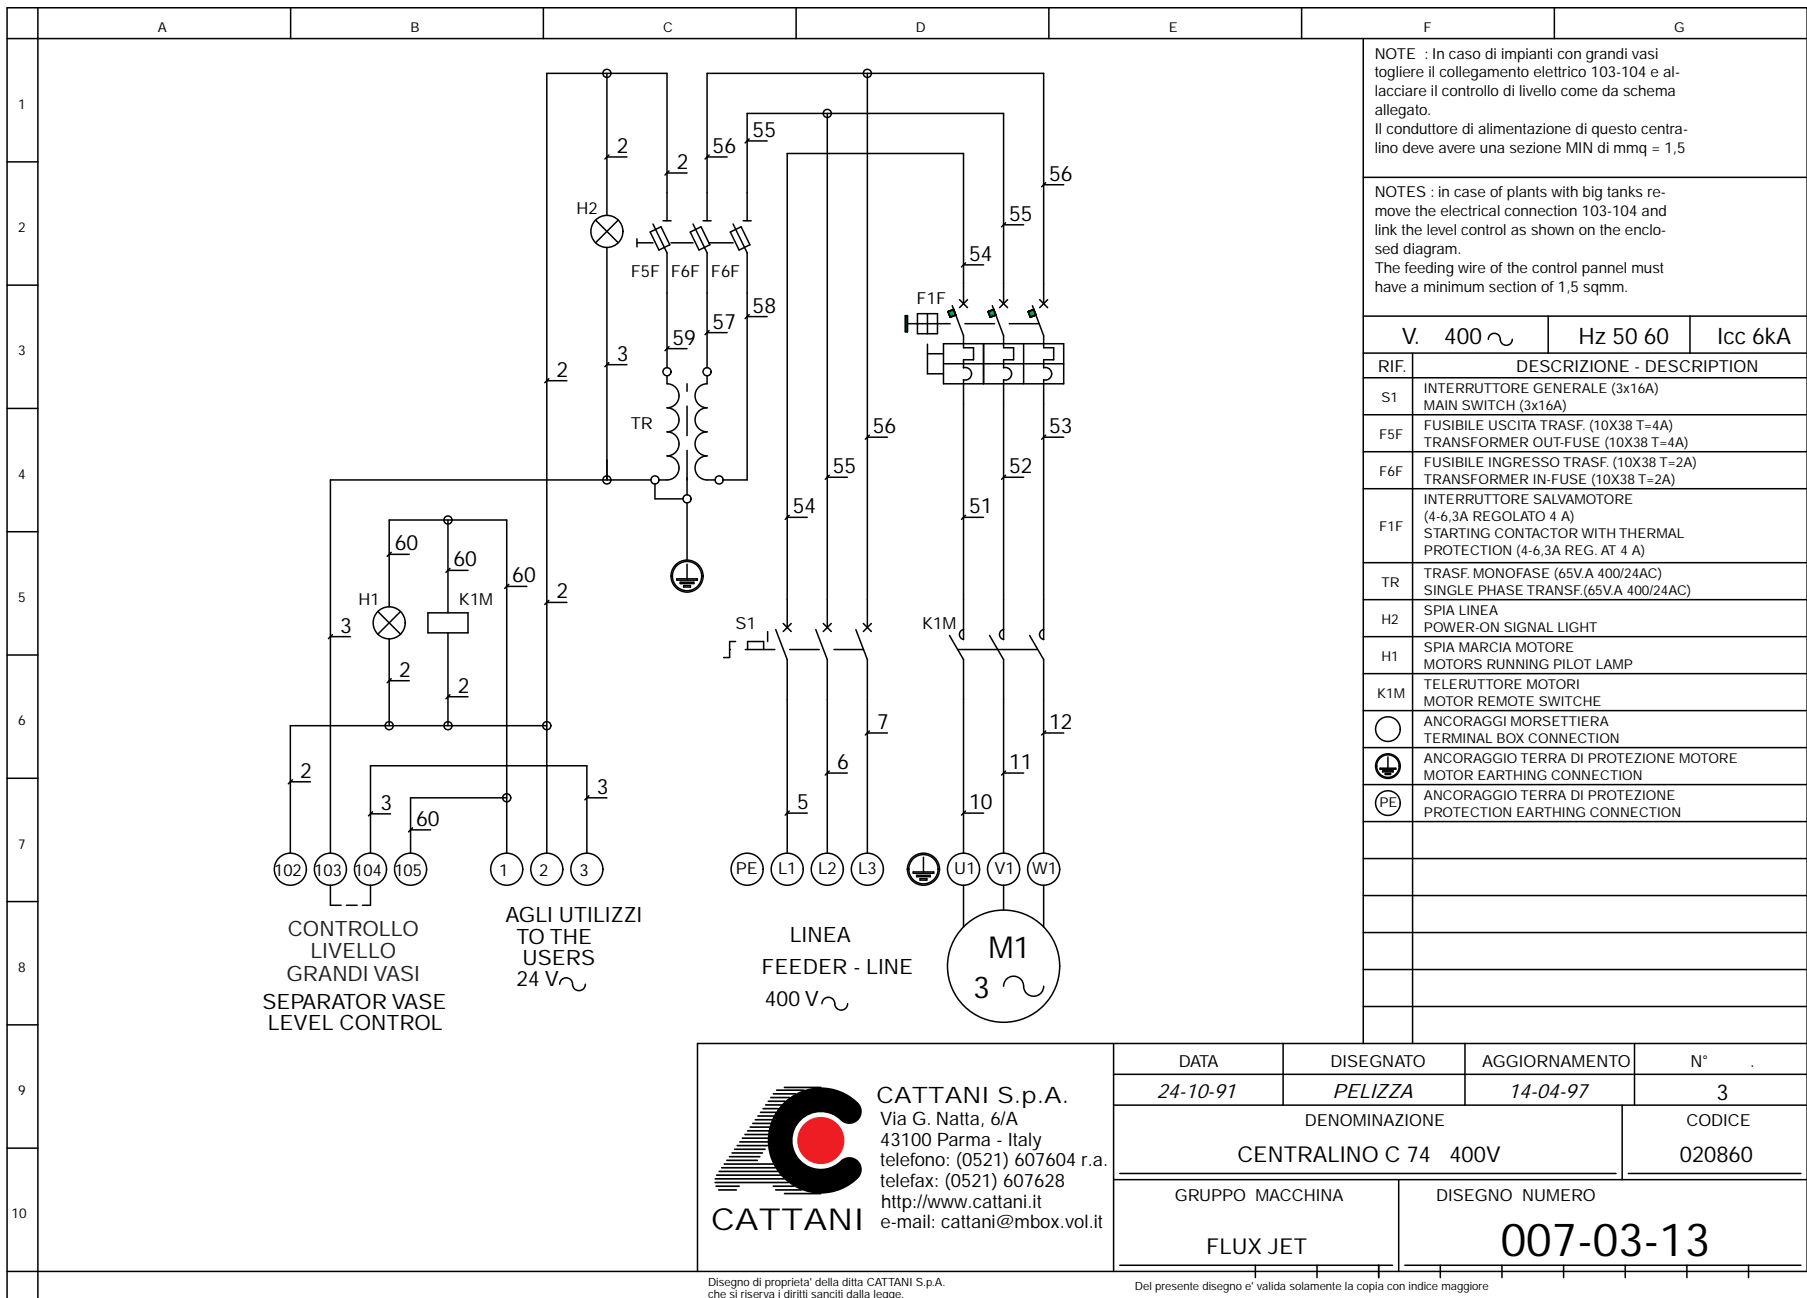 A B C D E F G
1
2
3
4
5
6
7
8
9
10
NOTE : In caso di impianti con grandi vasi
togliere il collegamento elettrico 103-104 e al-
lacciare il controllo di livello come da schema
allegato.
Il conduttore di alimentazione di questo centra-
lino deve avere una sezione MIN di mmq = 1,5
NOTES : in case of plants with big tanks re-
move the electrical connection 103-104 and
link the level control as shown on the enclo-
sed diagram.
The feeding wire of the control pannel must
have a minimum section of 1,5 sqmm.
V. 400 Hz 50 60 Icc 6kA
RIF. DESCRIZIONE - DESCRIPTION
S1 INTERRUTTORE GENERALE (3x16A)
MAIN SWITCH (3x16A)
F5F FUSIBILE USCITA TRASF. (10X38 T=4A)
TRANSFORMER OUT-FUSE (10X38 T=4A)
F6F FUSIBILE INGRESSO TRASF. (10X38 T=2A)
TRANSFORMER IN-FUSE (10X38 T=2A)
F1F INTERRUTTORE SALVAMOTORE
(4-6,3A REGOLATO 4 A)
STARTING CONTACTOR WITH THERMAL
PROTECTION (4-6,3A REG. AT 4 A)
TR TRASF. MONOFASE (65V.A 400/24AC)
SINGLE PHASE TRANSF.(65V.A 400/24AC)
H2 SPIA LINEA
POWER-ON SIGNAL LIGHT
H1 SPIA MARCIA MOTORE
MOTORS RUNNING PILOT LAMP
K1M TELERUTTORE MOTORI
MOTOR REMOTE SWITCHE
ANCORAGGI MORSETTIERA
TERMINAL BOX CONNECTION
ANCORAGGIO TERRA DI PROTEZIONE MOTORE
MOTOR EARTHING CONNECTION
PE ANCORAGGIO TERRA DI PROTEZIONE
PROTECTION EARTHING CONNECTION
2 2 56 55
56
H2 55
54
F5F F6F F6F
F1F 58
57
59
3
2
TR 56 53
55 52
54 51
60 60 60 2
H1 K1M
3 S1 K1M
2 2
7 12
6 11
2 3 60 3 5 10
102 103 104 105 1 2 3 PE L1 L2 L3 U1 V1 W1
CONTROLLO
LIVELLO
GRANDI VASI
SEPARATOR VASE
LEVEL CONTROL
AGLI UTILIZZI
TO THE
USERS
24 V
LINEA
FEEDER - LINE
400 V
M1
3
CATTANI
CATTANI S.p.A.
Via G. Natta, 6/A
43100 Parma - Italy
telefono: (0521) 607604 r.a.
telefax: (0521) 607628
http://www.cattani.it
e-mail: cattani@mbox.vol.it
DATA DISEGNATO AGGIORNAMENTO N° .
24-10-91 PELIZZA 14-04-97 3
DENOMINAZIONE CODICE
CENTRALINO C 74 400V 020860
GRUPPO MACCHINA DISEGNO NUMERO
FLUX JET 007-03-13
Disegno di proprieta' della ditta CATTANI S.p.A.
che si riserva i diritti sanciti dalla legge.
Del presente disegno e' valida solamente la copia con indice maggiore